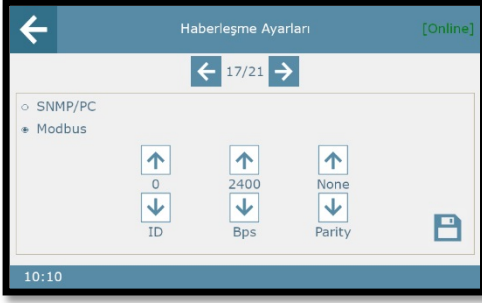 Haberleşme Ayarları [Online]
17/21
SNMP/PC
Modbus
0 2400 None
ID Bps Parity
10:10